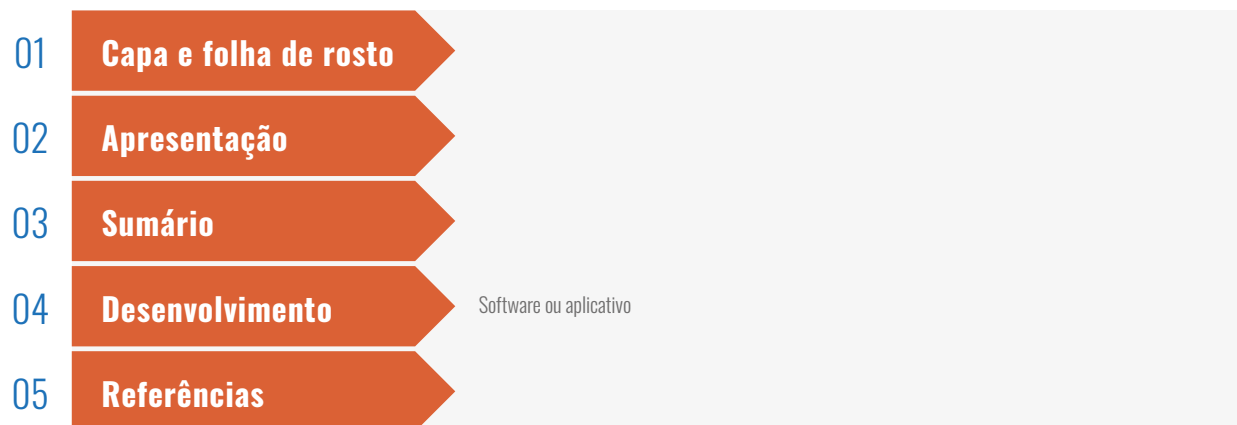 01 Capa e folha de rosto
02 Apresentação
03 Sumário
04 Desenvolvimento Software ou aplicativo
05 Referências